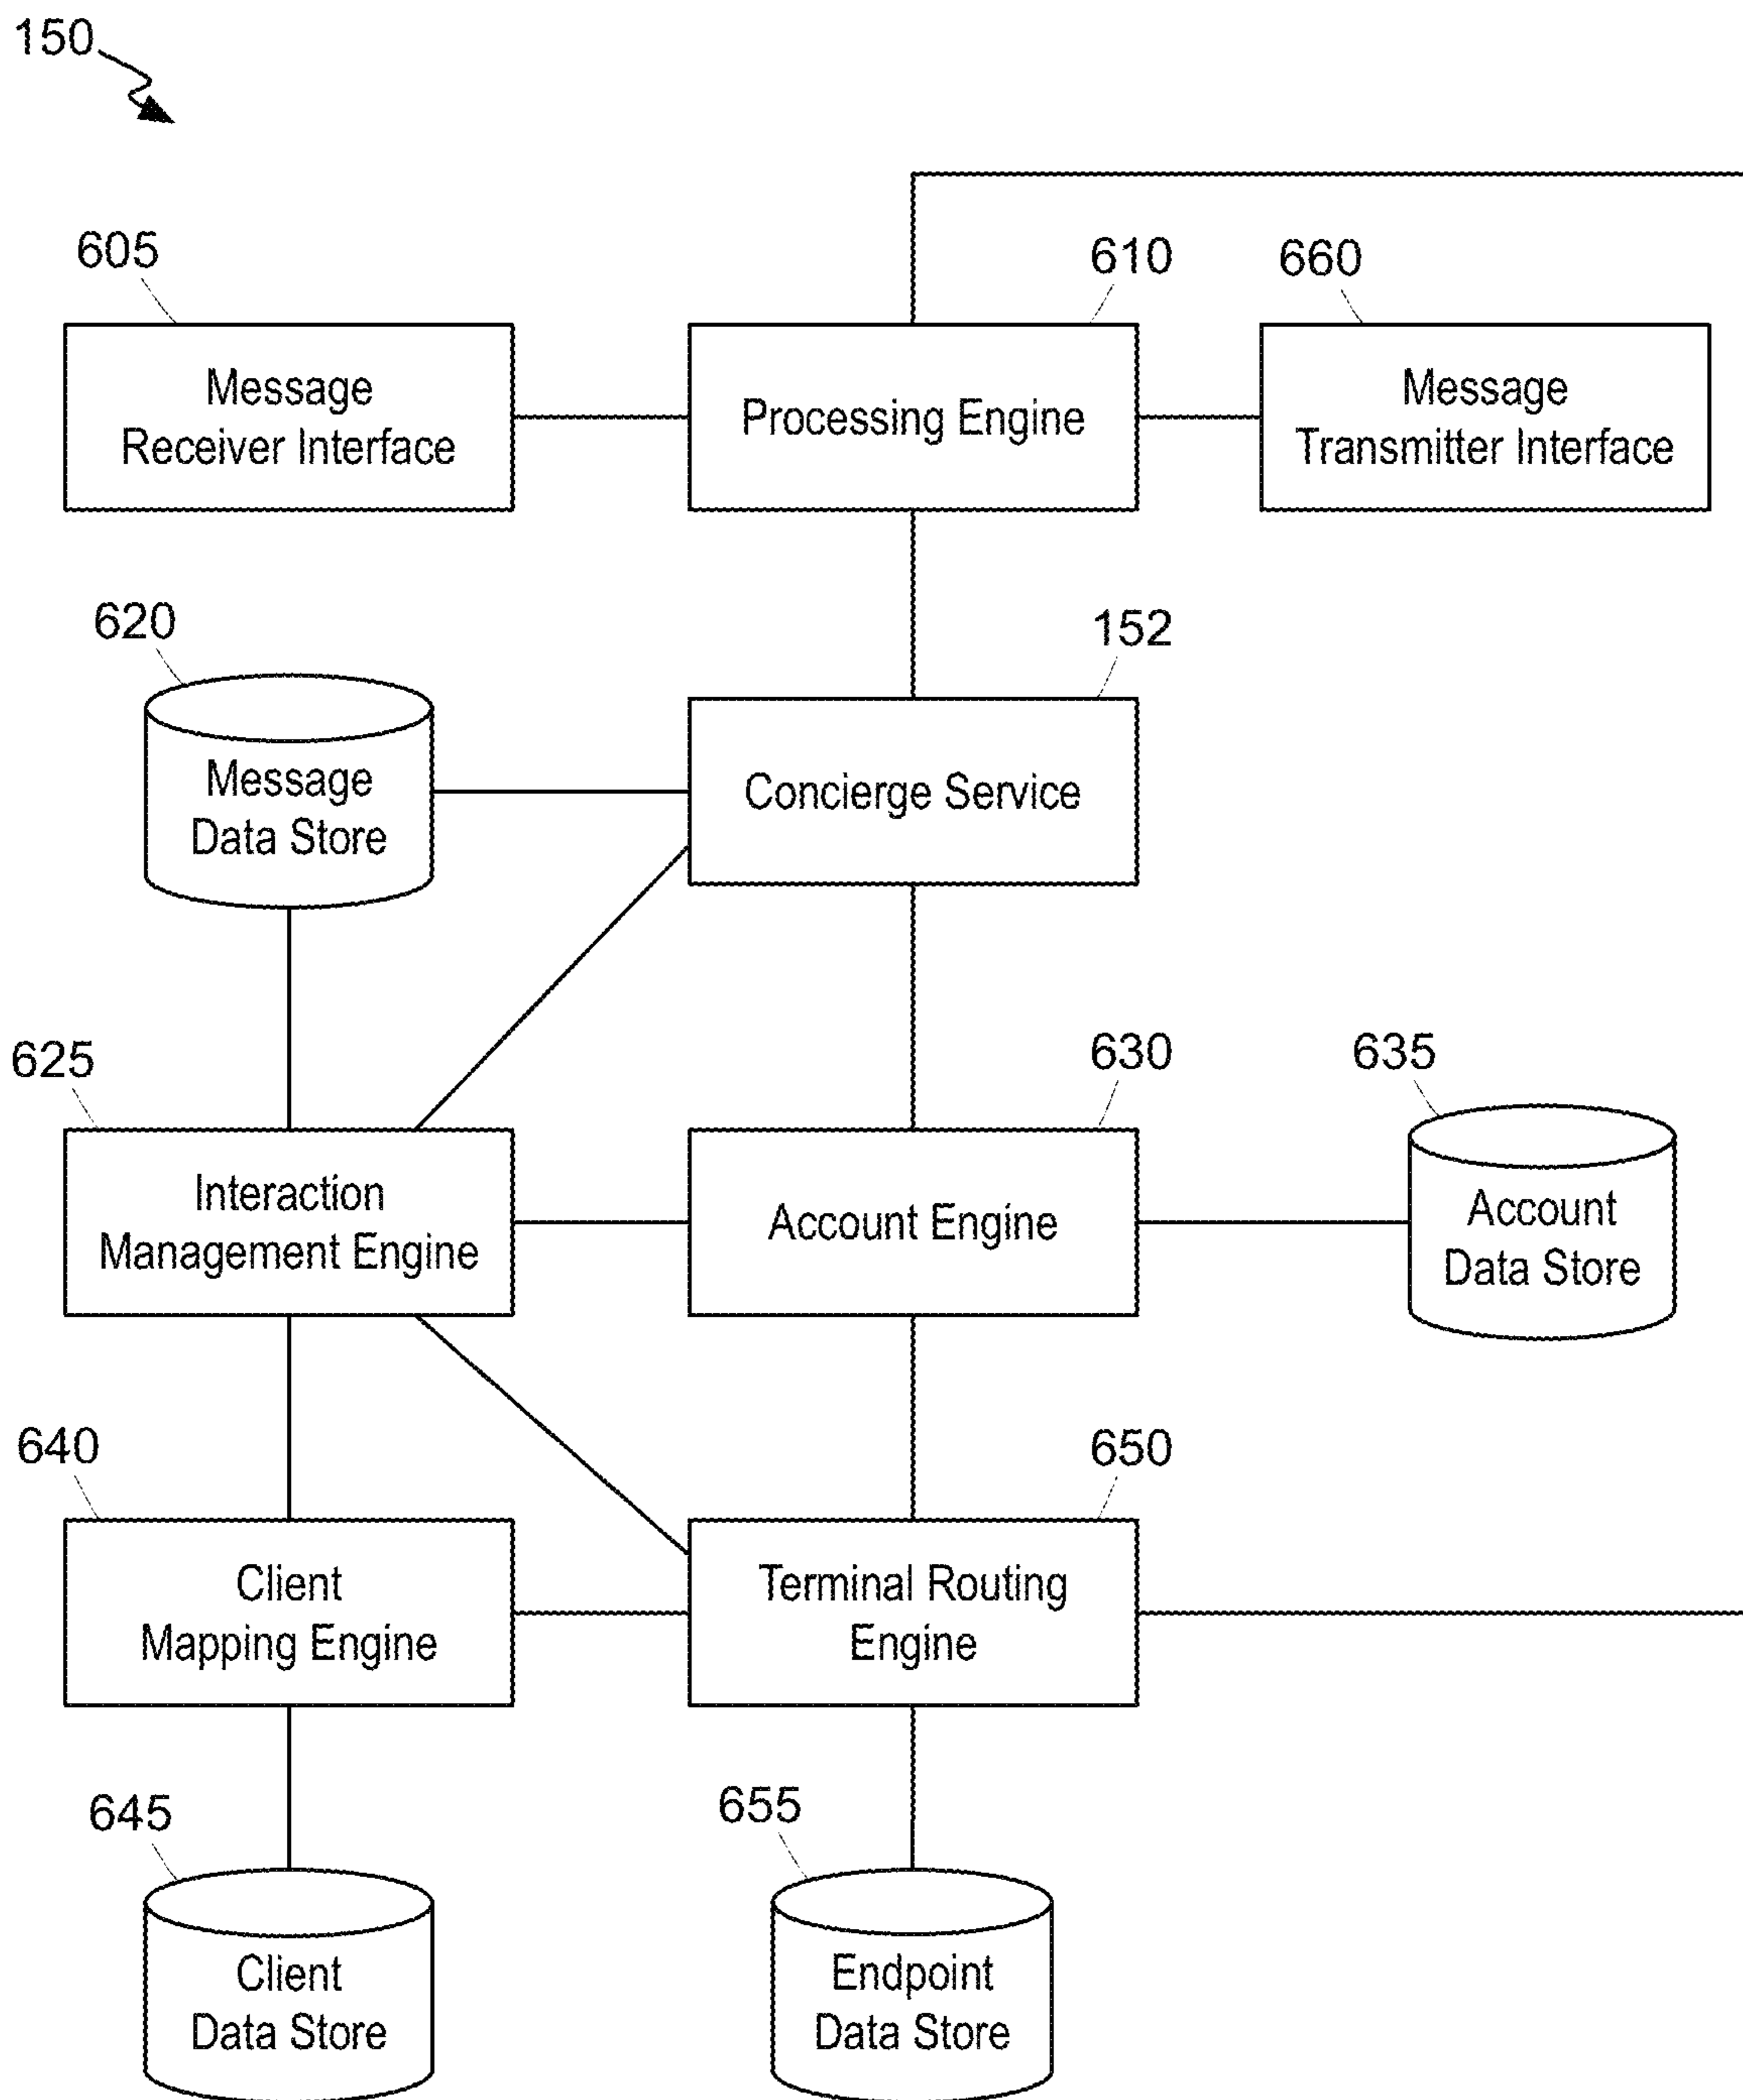 150
605
610
660
Message
Receiver Interface
Processing Engine
Message
Transmitter Interface
620
152
Message
Data Store
Concierge Service
625
630
635
Interaction
Management Engine
Account Engine
Account
Data Store
640
650
Client
Mapping Engine
Terminal Routing
Engine
645
655
Client
Data Store
Endpoint
Data Store